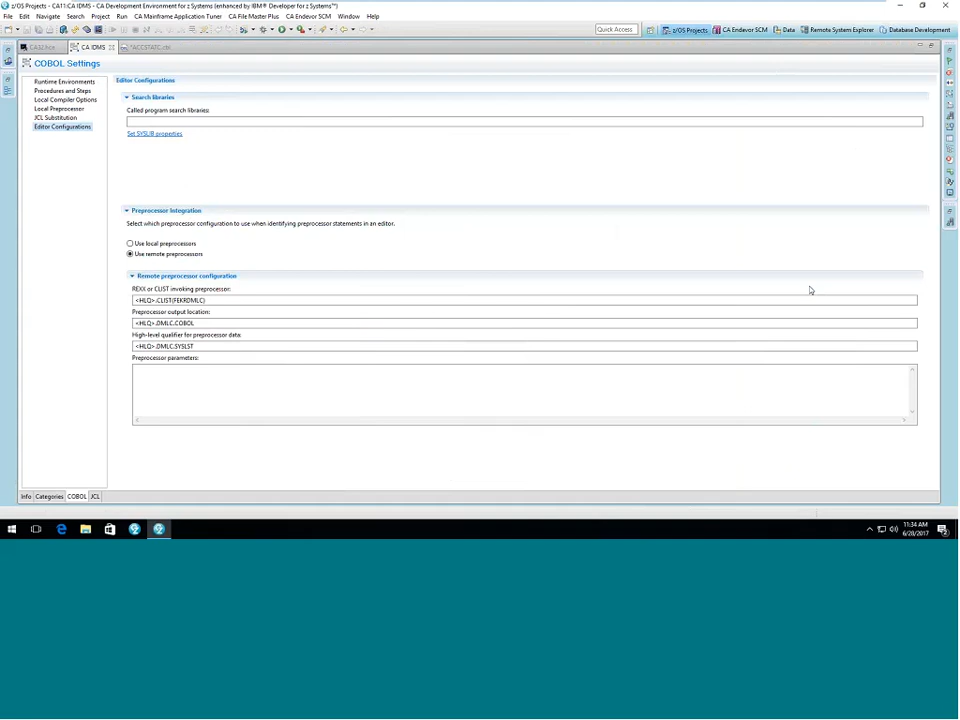 z/OS Projects - CA11:CA IDMS - CA Development Environment for z Systems (enhanced by IBM® Developer for z Systems™)
File Edit Navigate Search Project Run CA Mainframe Application Tuner CA File Master Plus CA Endevor SCM Window Help
Quick Access z/OS Projects CA Endevor SCM Data Remote System Explorer Database Development
CA IDMS
COBOL Settings
Runtime Environments
Procedures and Steps
Local Compiler Options
Local Preprocessor
JCL Substitution
Editor Configurations
Editor Configurations
Search libraries
Called program search libraries:
Set SYSLIB properties
Preprocessor Integration
Select which preprocessor configuration to use when identifying preprocessor statements in an editor.
Use local preprocessors
Use remote preprocessors
Remote preprocessor configuration
REXX or CLIST invoking preprocessor:
<HLQ>.CLIST(FEKRDMLC)
Preprocessor output location:
<HLQ>.DMLC.COBOL
High-level qualifier for preprocessor data:
<HLQ>.DMLC.SYSLST
Preprocessor parameters:
Info Categories COBOL JCL
11:34 AM
6/28/2017